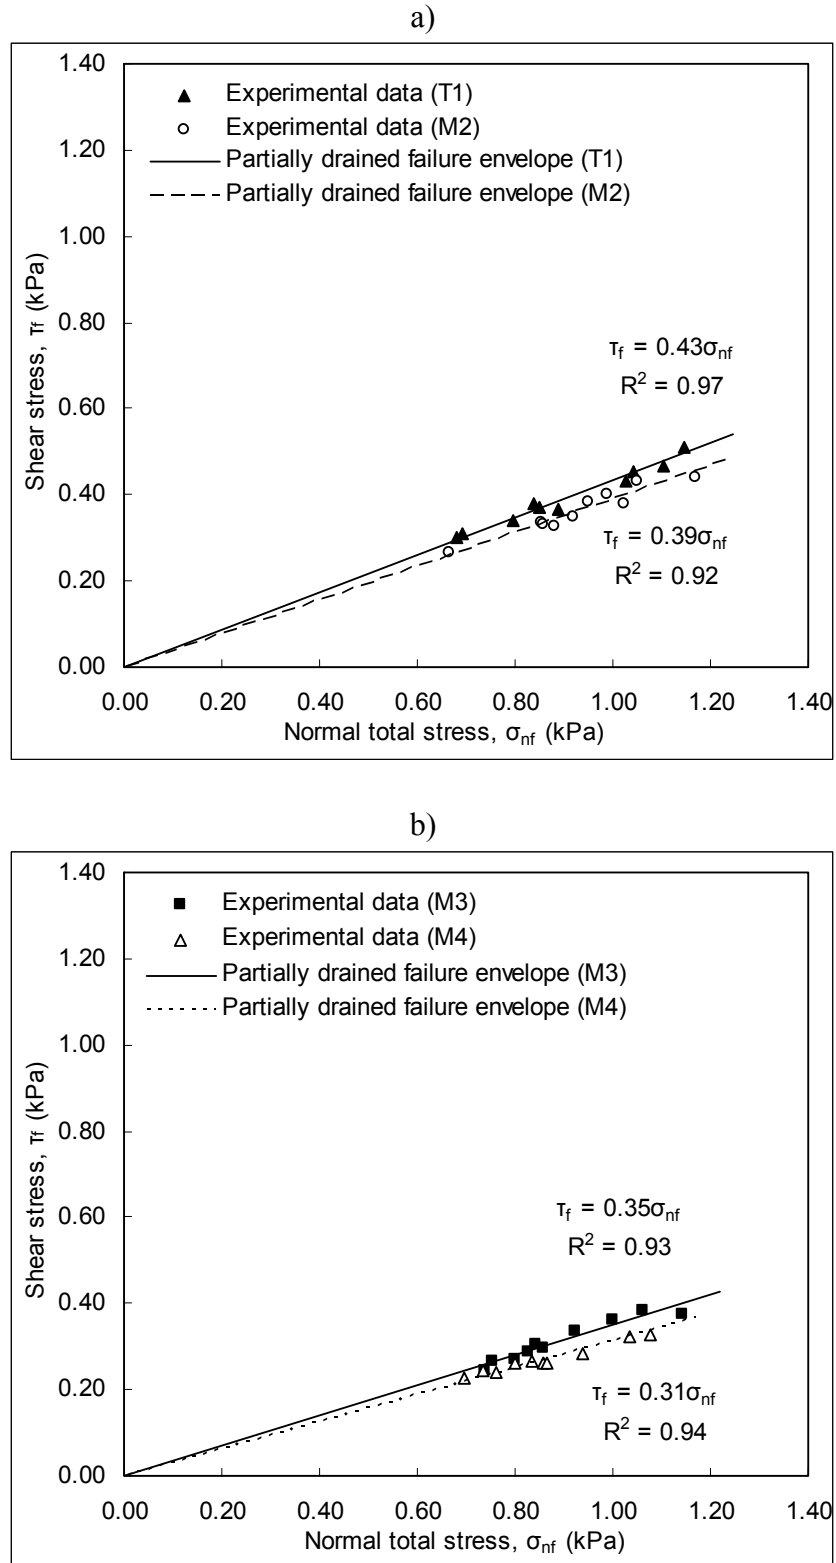 a)
1.40
1.20
1.00
0.80
0.60
0.40
0.20
0.00
Shear stress, τf (kPa)
Experimental data (T1)
Experimental data (M2)
Partially drained failure envelope (T1)
Partially drained failure envelope (M2)
τf = 0.43σnf
R² = 0.97
τf = 0.39σnf
R² = 0.92
0.00 0.20 0.40 0.60 0.80 1.00 1.20 1.40
Normal total stress, σnf (kPa)
b)
1.40
1.20
1.00
0.80
0.60
0.40
0.20
0.00
Shear stress, τf (kPa)
Experimental data (M3)
Experimental data (M4)
Partially drained failure envelope (M3)
Partially drained failure envelope (M4)
τf = 0.35σnf
R² = 0.93
τf = 0.31σnf
R² = 0.94
0.00 0.20 0.40 0.60 0.80 1.00 1.20 1.40
Normal total stress, σnf (kPa)